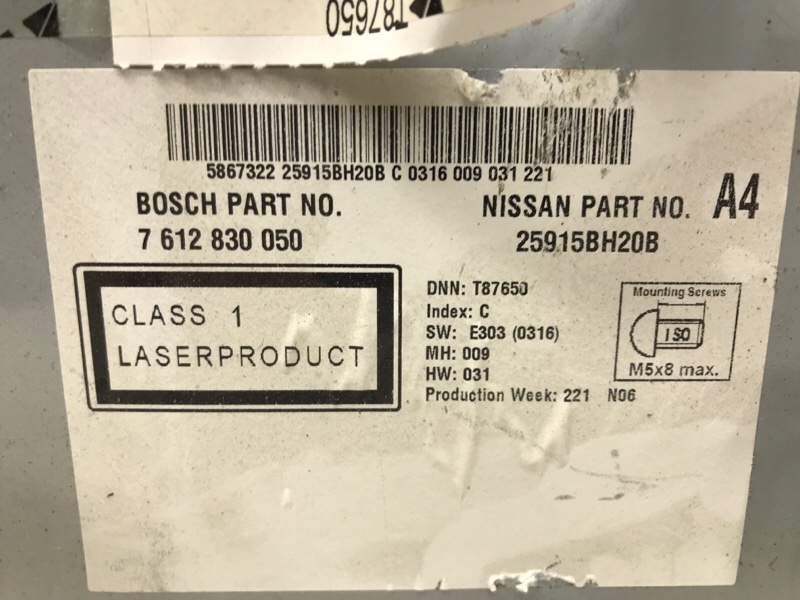 T87650
5867322 25915BH20B C 0316 009 031 221
BOSCH PART NO.
7 612 830 050
NISSAN PART NO. A4
25915BH20B
CLASS 1
LASERPRODUCT
DNN: T87650
Index: C
SW: E303 (0316)
MH: 009
HW: 031
Production Week: 221 N06
Mounting Screws
ISO
M5x8 max.